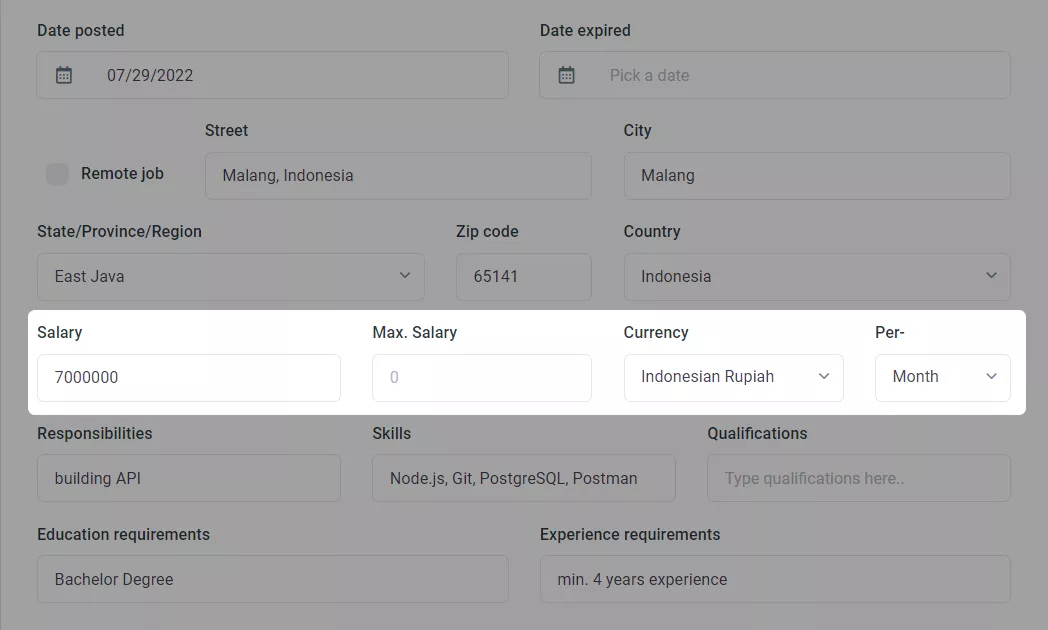 Date posted
Date expired
07/29/2022
Pick a date
Street
City
Remote job
Malang, Indonesia
Malang
State/Province/Region
Zip code
Country
East Java
65141
Indonesia
Salary
Max. Salary
Currency
Per-
7000000
0
Indonesian Rupiah
Month
Responsibilities
Skills
Qualifications
building API
Node.js, Git, PostgreSQL, Postman
Type qualifications here..
Education requirements
Experience requirements
Bachelor Degree
min. 4 years experience